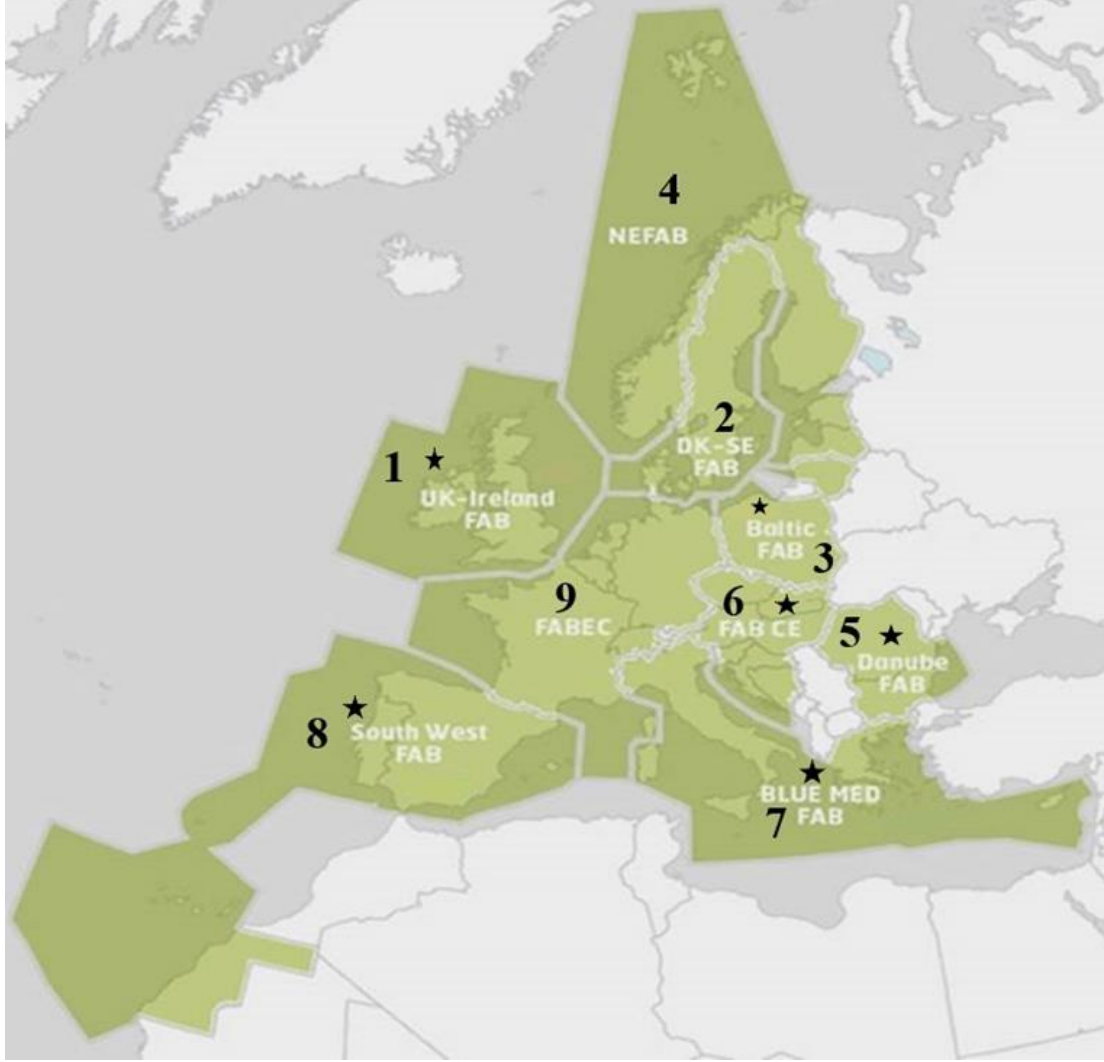 4
NEFAB
2
DK-SE
FAB
1
UK-Ireland
FAB
Baltic
FAB
3
9
FABEC
6
FAB CE
5
Danube
FAB
8
South West
FAB
BLUE MED
FAB
7